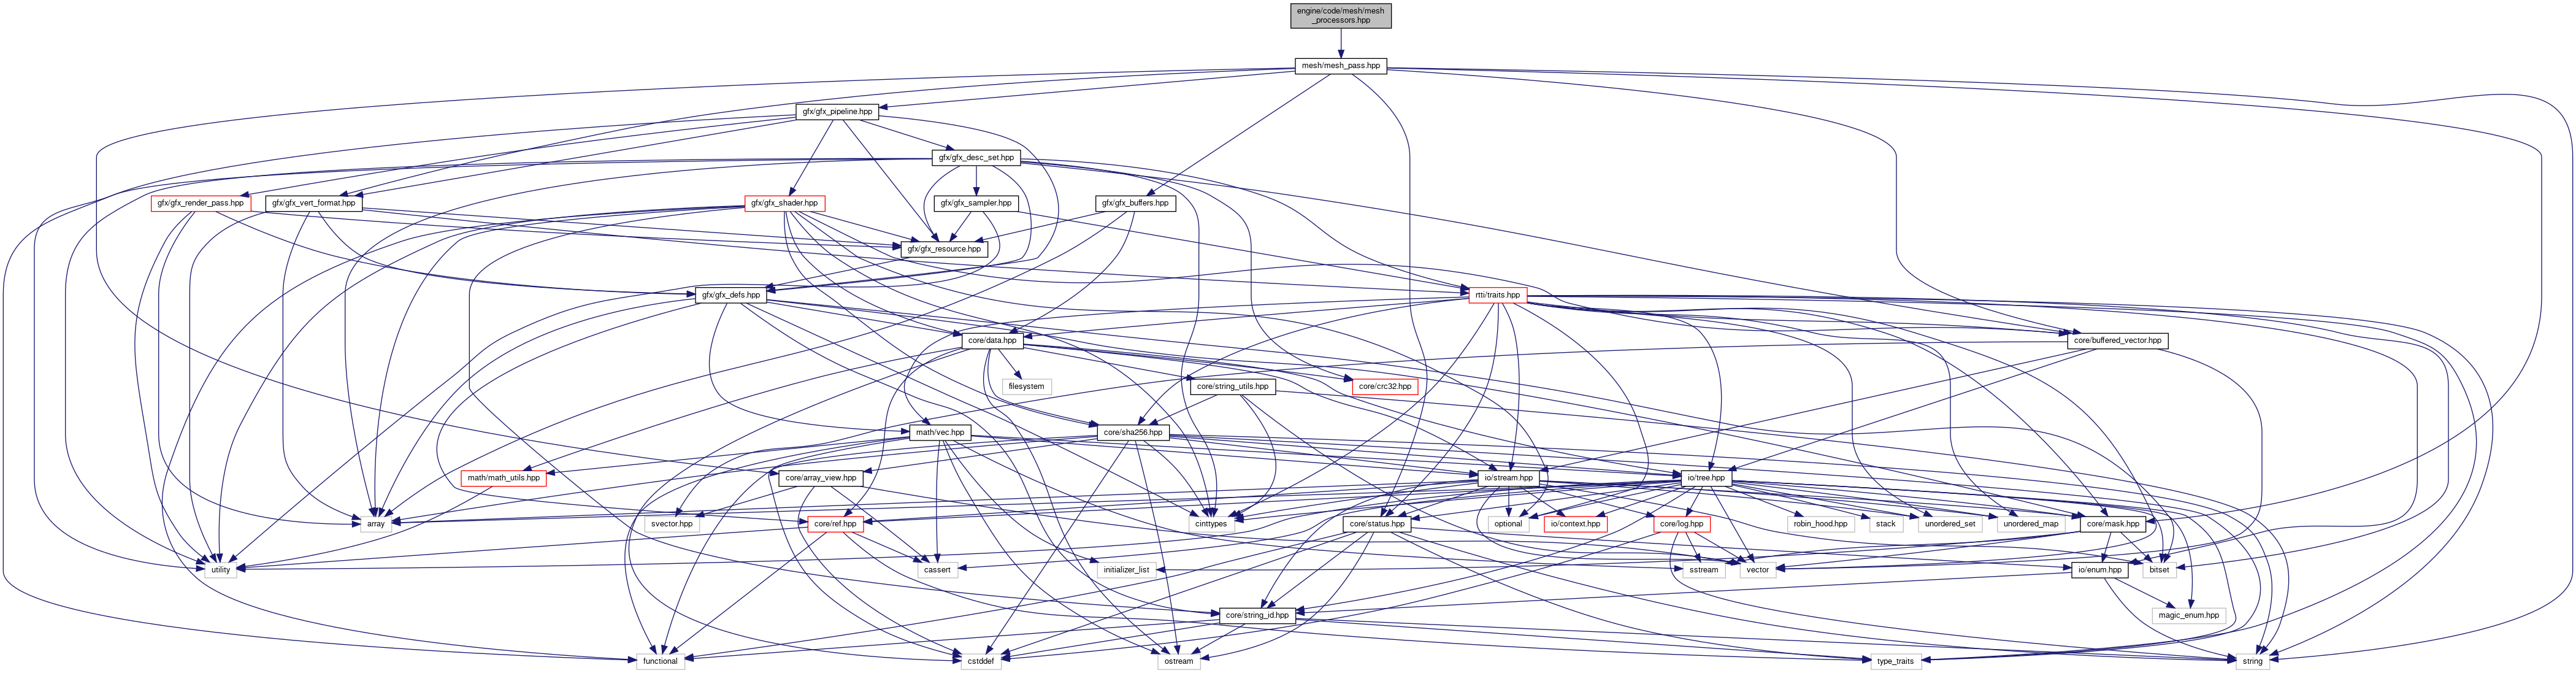 engine/code/mesh/mesh
_processors.hpp
mesh/mesh_pass.hpp
gfx/gfx_pipeline.hpp
gfx/gfx_desc_set.hpp
gfx/gfx_render_pass.hpp
gfx/gfx_vert_format.hpp
gfx/gfx_shader.hpp
gfx/gfx_sampler.hpp
gfx/gfx_buffers.hpp
gfx/gfx_resource.hpp
gfx/gfx_defs.hpp
rtti/traits.hpp
core/data.hpp
core/buffered_vector.hpp
filesystem
core/string_utils.hpp
core/crc32.hpp
math/vec.hpp
core/sha256.hpp
math/math_utils.hpp
core/array_view.hpp
io/stream.hpp
io/tree.hpp
array
svector.hpp
core/ref.hpp
cinttypes
optional
io/context.hpp
core/status.hpp
core/log.hpp
robin_hood.hpp
stack
unordered_set
unordered_map
core/mask.hpp
utility
cassert
initializer_list
sstream
vector
io/enum.hpp
bitset
core/string_id.hpp
magic_enum.hpp
functional
cstddef
ostream
type_traits
string